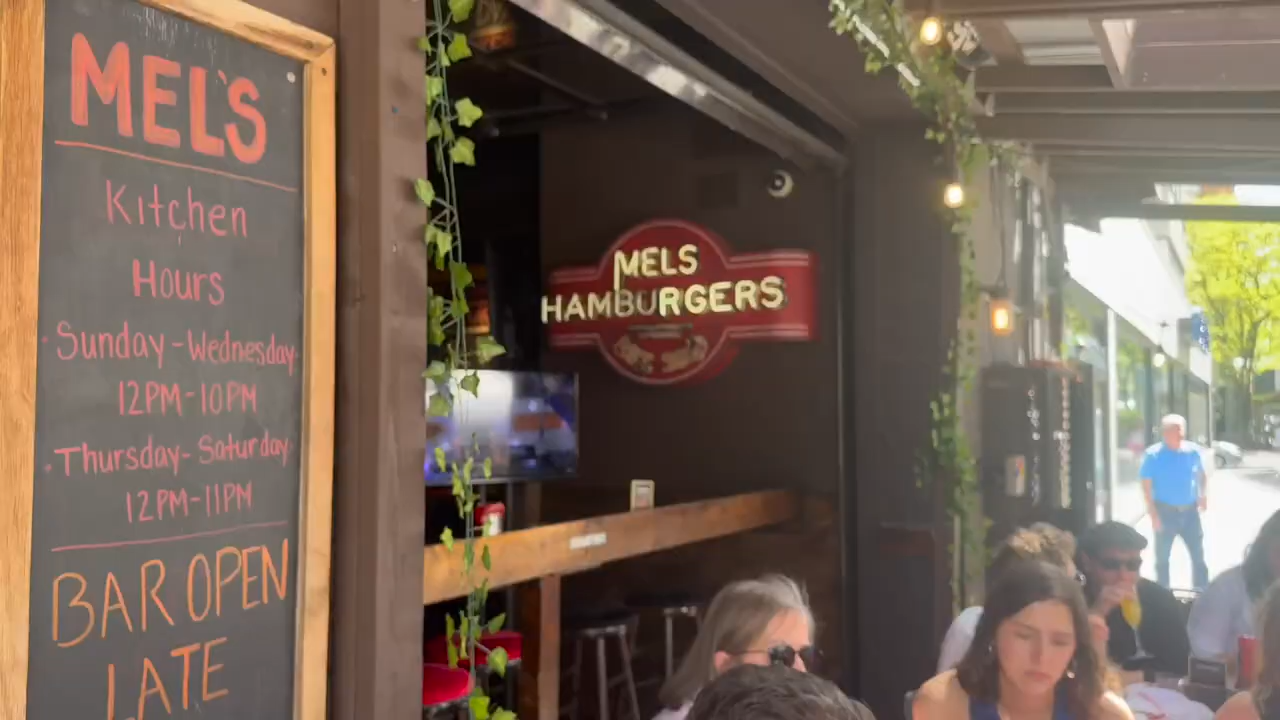 MEL'S
Kitchen
Hours
Sunday-Wednesday
12PM-10PM
Thursday-Saturday
12PM-11PM
BAR OPEN
LATE
MELS
HAMBURGERS